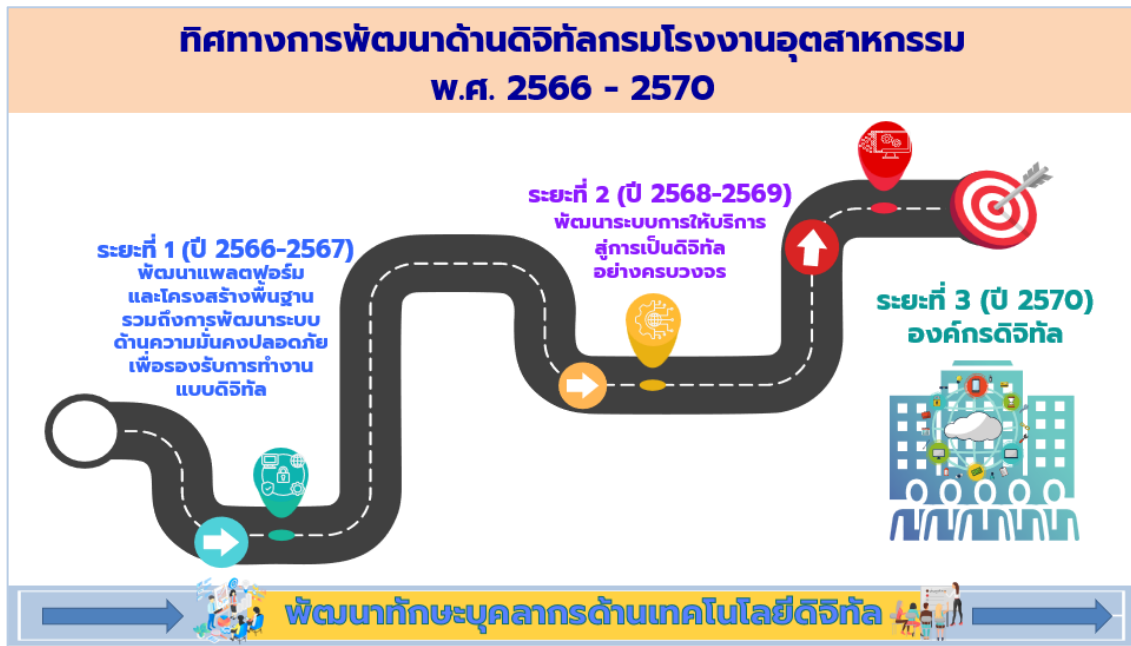 ทิศทางการพัฒนาด้านดิจิทัลกรมโรงงานอุตสาหกรรม
พ.ศ. 2566 - 2570
ระยะที่ 1 (ปี 2566-2567)
พัฒนาแพลตฟอร์ม
และโครงสร้างพื้นฐาน
รวมถึงการพัฒนาระบบ
ด้านความมั่นคงปลอดภัย
เพื่อรองรับการทำงาน
แบบดิจิทัล
ระยะที่ 2 (ปี 2568-2569)
พัฒนาระบบการให้บริการ
สู่การเป็นดิจิทัล
อย่างครบวงจร
ระยะที่ 3 (ปี 2570)
องค์กรดิจิทัล
พัฒนาทักษะบุคลากรด้านเทคโนโลยีดิจิทัล